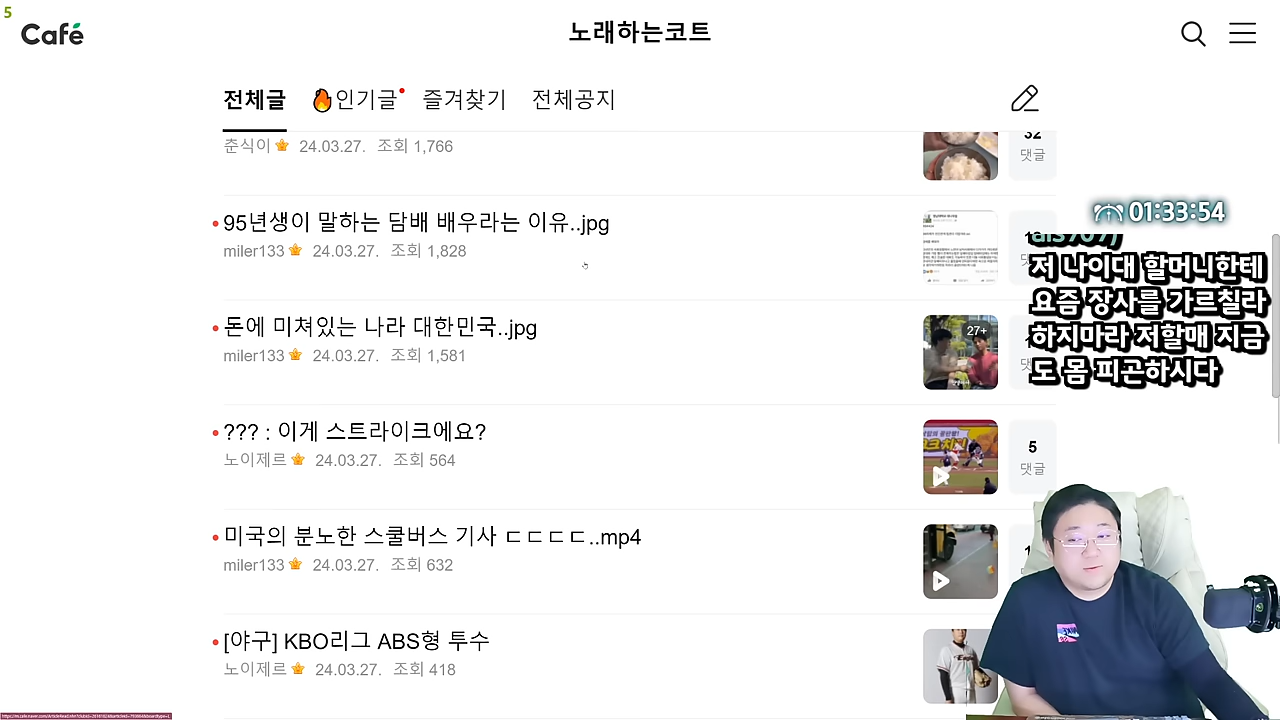 5
Café
노래하는코트
전체글
인기글
즐겨찾기
전체공지
춘식이 24.03.27. 조회 1,766
32
댓글
95년생이 말하는 담배 배우라는 이유..jpg
miler133 24.03.27. 조회 1,828
01:33:54
저 나이대 할머니한테
요즘 장사를 가르칠라
하지마라 저할매 지금
도 몸 피곤하시다
돈에 미쳐있는 나라 대한민국..jpg
27+
miler133 24.03.27. 조회 1,581
??? : 이게 스트라이크에요?
노이제르 24.03.27. 조회 564
5
댓글
미국의 분노한 스쿨버스 기사 ㄷㄷㄷㄷ..mp4
miler133 24.03.27. 조회 632
[야구] KBO리그 ABS형 투수
노이제르 24.03.27. 조회 418